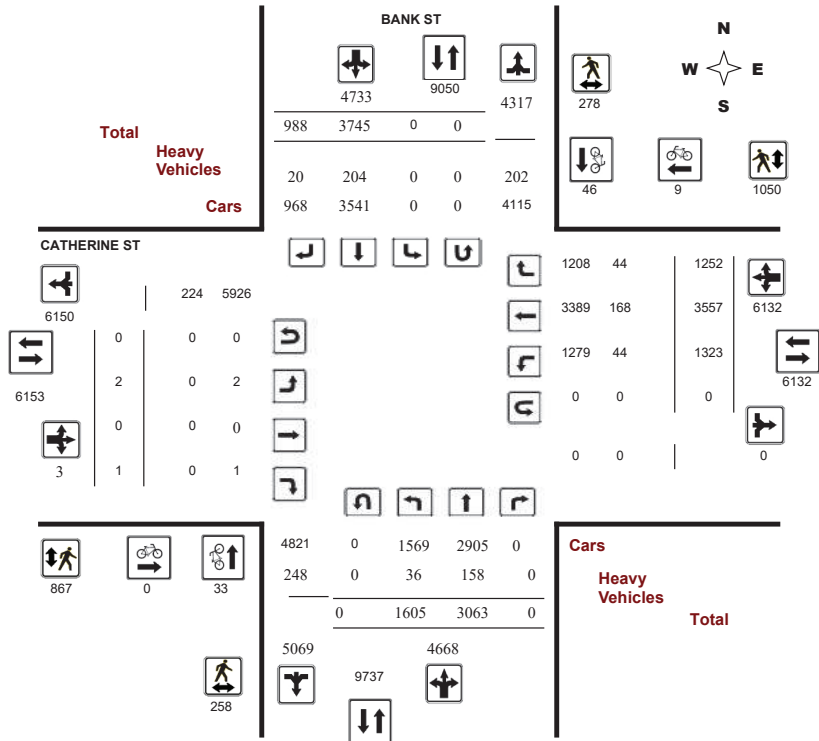 BANK ST
N
W E
S
4733 9050 4317 278
Total 988 3745 0 0
Heavy
Vehicles
20 204 0 0 202 46 9 1050
Cars 968 3541 0 0 4115
CATHERINE ST
1208 44 1252
224 5926
6150 3389 168 3557 6132
0 0 0
1279 44 1323
6153 2 0 2 6132
0 0 0
0 0 0
3 1 0 1 0 0 0
4821 0 1569 2905 0 Cars
248 0 36 158 0 Heavy
Vehicles
867 0 33
0 1605 3063 0 Total
5069 4668
9737
258